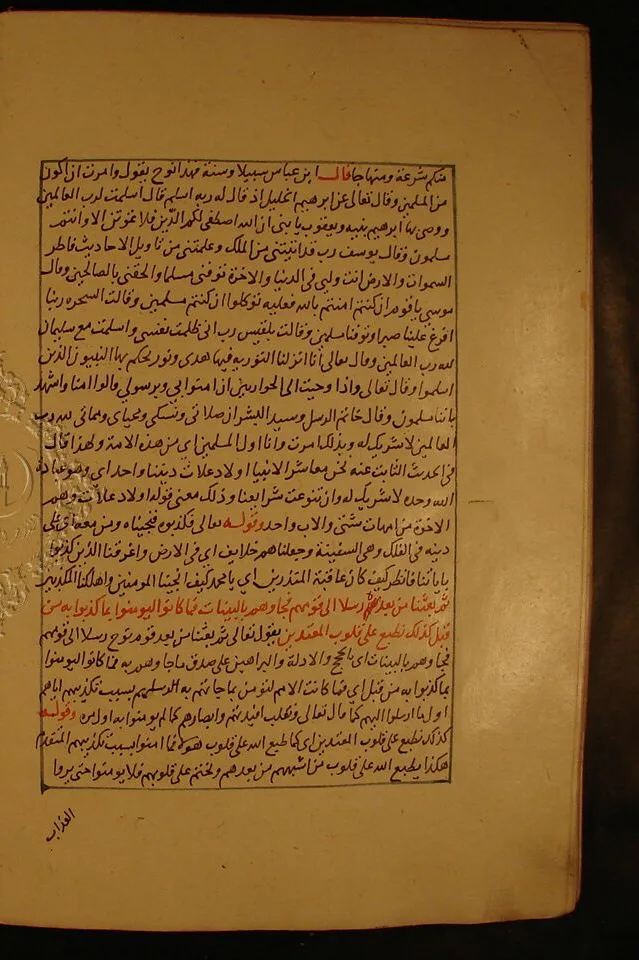 منكم شرعة ومنهاجا قال ابن عباس سبيلا وسنة فهذا نوح يقول وامرت ان اكون
من المسلمين وقال تعالى عن ابرهيم الخليل اذ قال له ربه اسلم قال اسلمت لرب العالمين
ووصى بها ابرهيم بنيه ويعقوب يا بني ان الله اصطفى لكم الدين فلا تموتن الا وانتم
مسلمون وقال يوسف رب قد اتيتني من الملك وعلمتني من تاويل الاحاديث فاطر
السموات والارض انت وليي في الدنيا والاخرة توفني مسلما والحقني بالصالحين وقال
موسى يا قوم ان كنتم امنتم بالله فعليه توكلوا ان كنتم مسلمين وقالت السحره ربنا
افرغ علينا صبرا وتوفنا مسلمين وقالت بلقيس رب اني ظلمت نفسي واسلمت مع سليمان
لله رب العالمين وقال تعالى انا انزلنا التوريه فيها هدى ونور يحكم بها النبيون الذين
اسلموا وقال تعالى واذا وحيت الى الحواريين ان امنوا بي وبرسولي قالوا امنا واشهد
باننا مسلمون وقال خاتم الرسل وسيد البشر ان صلاتي ونسكي ومحياي ومماتي لله رب
العالمين لا شريك له وبذلك امرت وانا اول المسلمين اي من هذه الامة ولهذا قال
في الحديث الثابت عنه نحن معاشر الانبيا اولاد علات ديننا واحد اي وهو عبادة
الله وحده لا شريك له وان تنوعت شرايعنا وذلك معنى قوله اولاد علات وهم
الاخوة من امهات شتى والاب واحد وقوله تعالى فكذبوه فنجيناه ومن معه اي على
دينه في الفلك وهي السفينة وجعلناهم خلايف اي في الارض واغرقنا الذين كذبوا
باياتنا فانظر كيف كان عاقبة المنذرين اي يا محمد كيف انجينا المومنين واهلكنا المكذبين
ثم بعثنا من بعده رسلا الى قومهم فجاوهم بالبينات فما كانوا ليومنوا بما كذبوا به من
قبل كذلك نطبع على قلوب المعتدين يقول تعالى ثم بعثنا من بعد قوم نوح رسلا الى قومهم
فجاوهم بالبينات اي بالحجج والادلة والبراهين على صدق ما جاوهم به فما كانوا ليومنوا
بما كذبوا به من قبل اي فما كانت الامم لتومن بما جاتهم به الرسلهم بسبب تكذيبهم اياهم
اول ما ارسلوا اليهم كما قال تعالى ونقلب افيدتهم وابصارهم كما لم يومنوا به اول مره وقوله
كذلك نطبع على قلوب المعتدين اي كما طبع الله على قلوب هولا فما امنوا بسبب تكذيبهم المتقدم
هكذا يطبع الله على قلوب من اشبههم من بعدهم ويختم على قلوبهم فلا يومنوا حتى يروا
العذاب